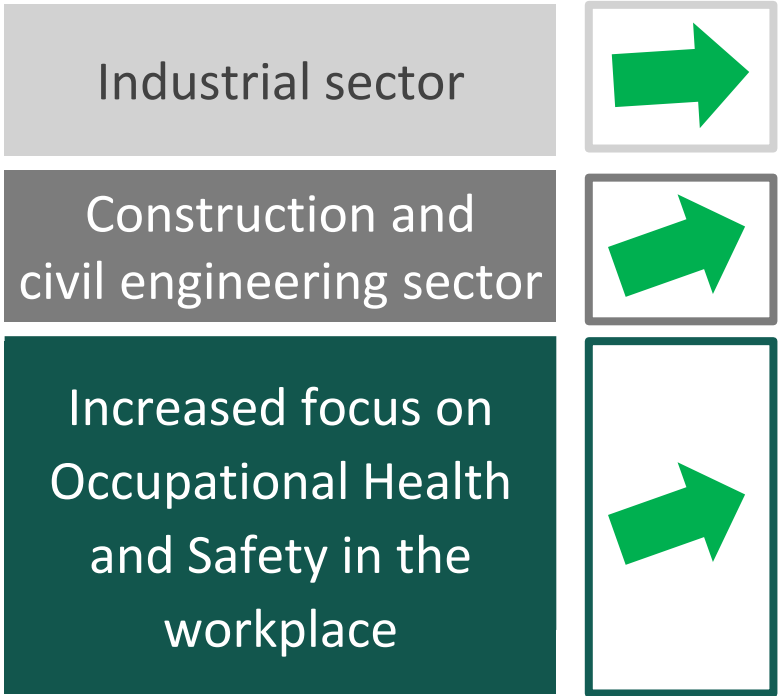 Industrial sector
Construction and
civil engineering sector
Increased focus on
Occupational Health
and Safety in the
workplace